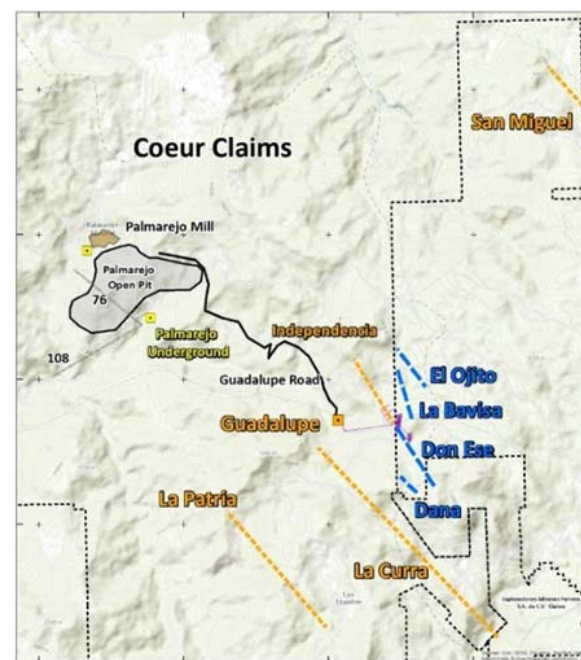 San Miguel
Coeur Claims
Palmarejo Mill
Palmarejo
Open Pit
76
Palmarejo
Underground
Independencia
108
Guadalupe Road
El Ojito
La Bavisa
Guadalupe
Don Ese
La Patria
Dana
La Curra